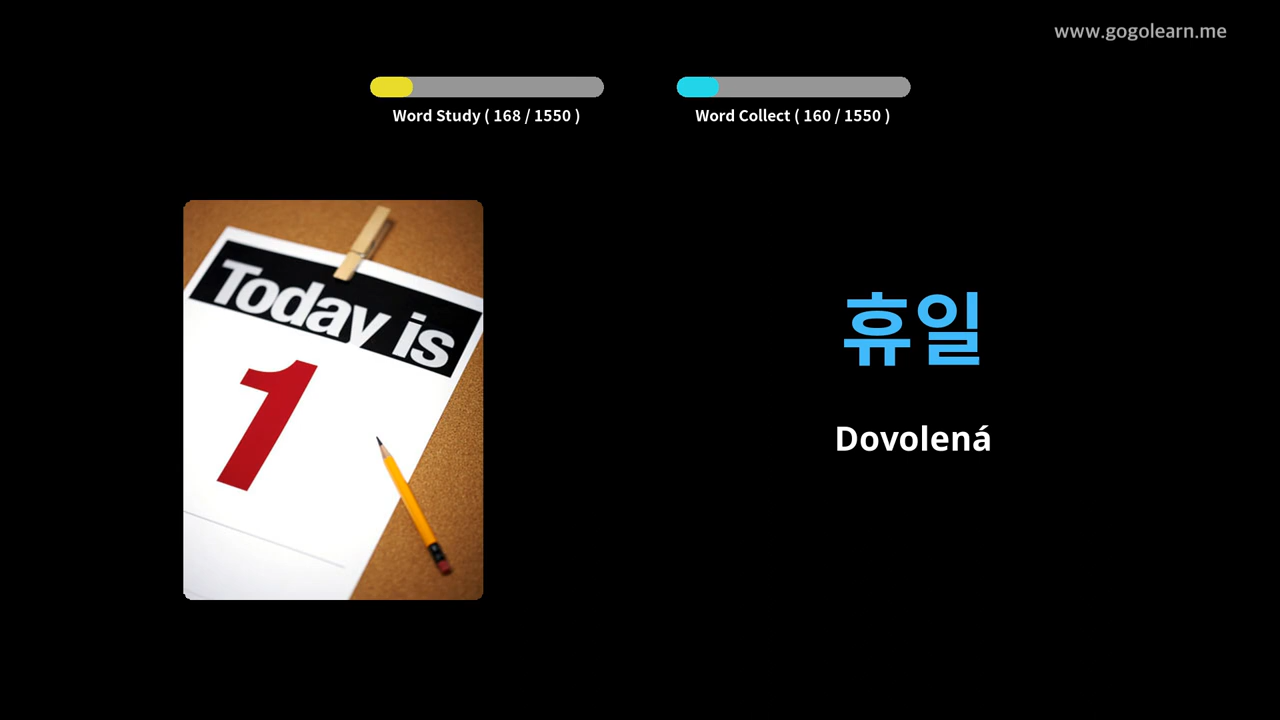 www.gogolearn.me
Word Study ( 168 / 1550 )
Word Collect ( 160 / 1550 )
Today is
1
휴일
Dovolená